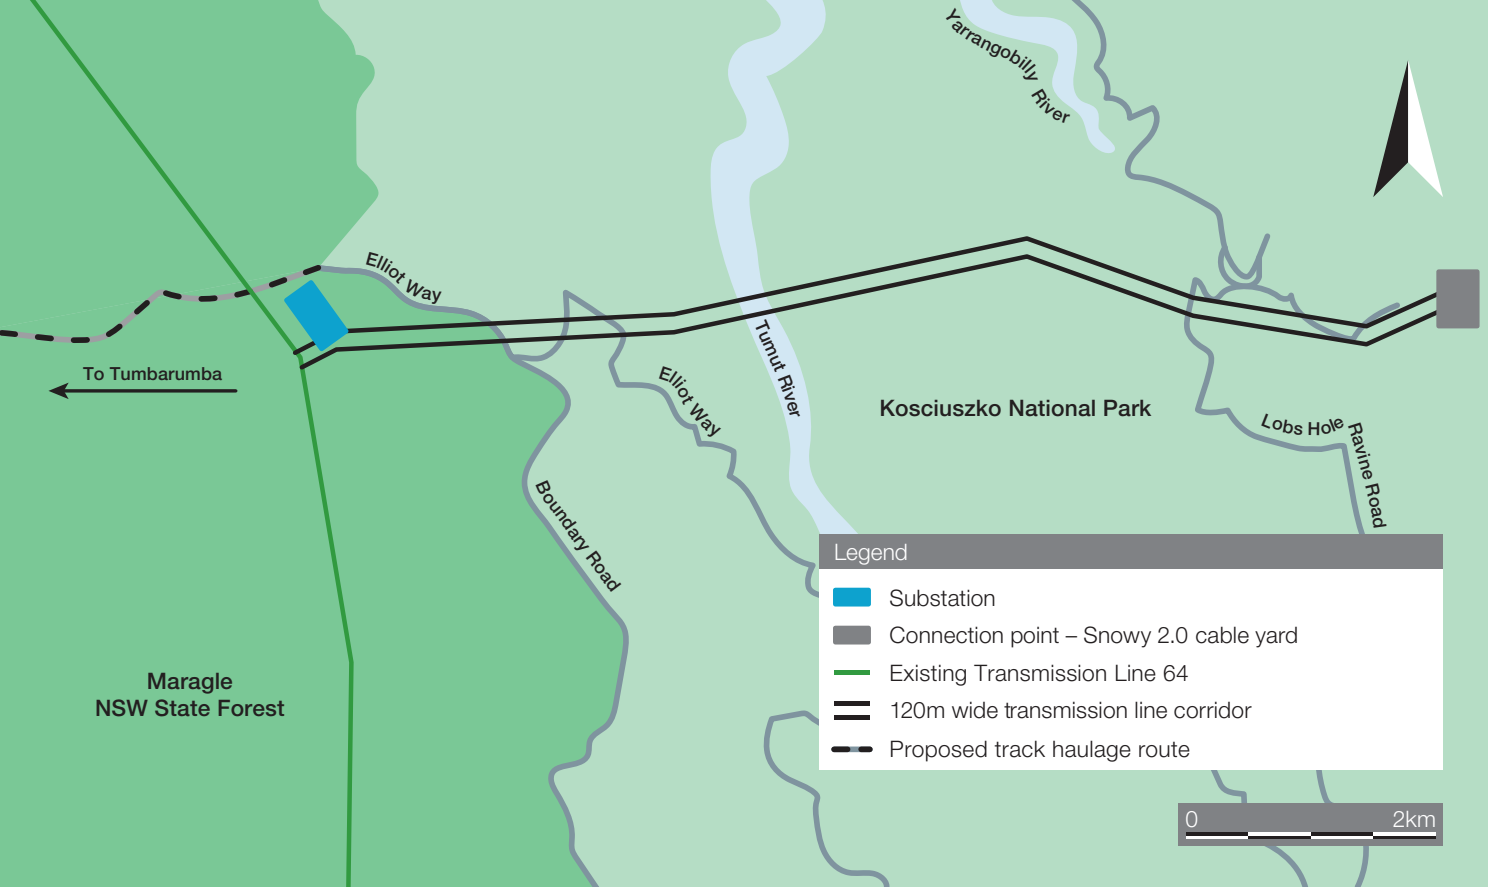 Yarrangobilly
River
Elliot Way
To Tumbarumba
Tumut River
Elliot Way
Kosciuszko National Park
Lobs Hole
Ravine Road
Boundary Road
Maragle
NSW State Forest
Legend
Substation
Connection point – Snowy 2.0 cable yard
Existing Transmission Line 64
120m wide transmission line corridor
Proposed track haulage route
0 2km